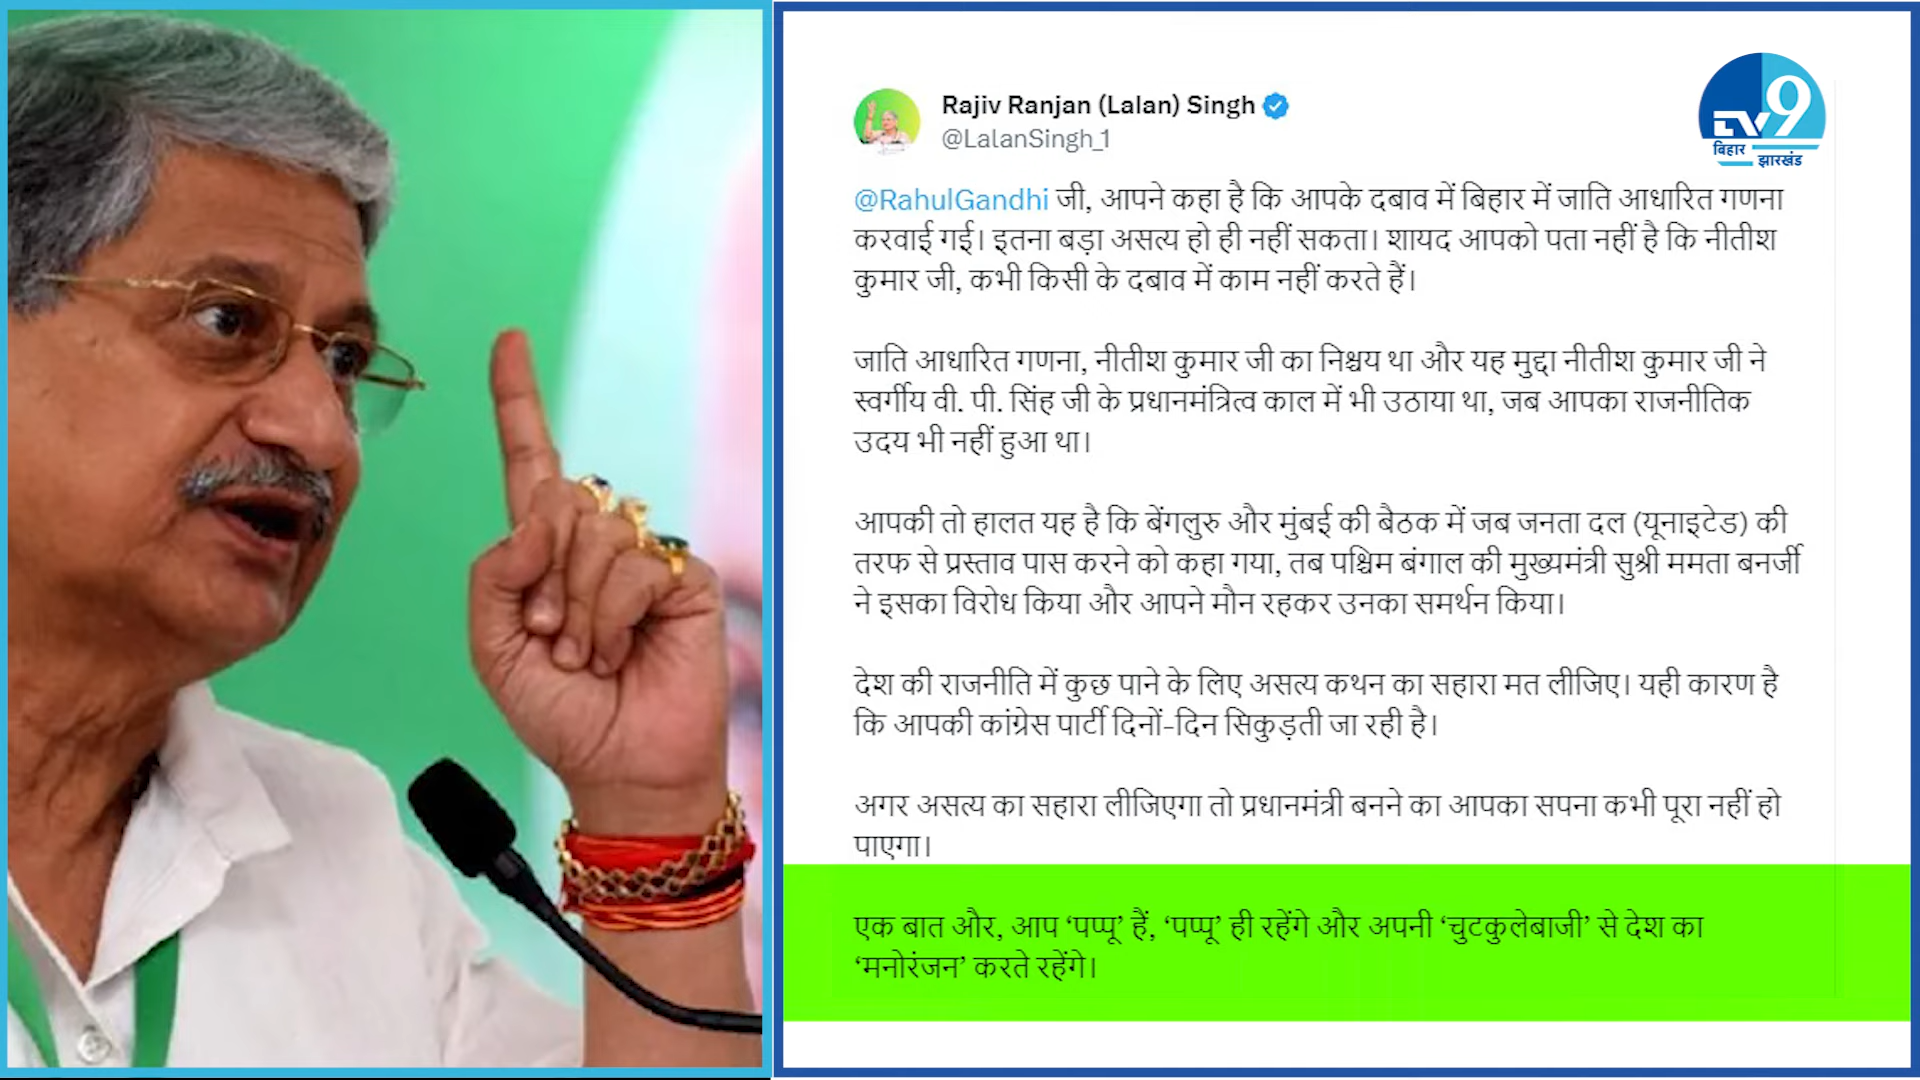 Rajiv Ranjan (Lalan) Singh
@LalanSingh_1
TV9
बिहार
झारखंड
@RahulGandhi जी, आपने कहा है कि आपके दबाव में बिहार में जाति आधारित गणना
करवाई गई। इतना बड़ा असत्य हो ही नहीं सकता। शायद आपको पता नहीं है कि नीतीश
कुमार जी, कभी किसी के दबाव में काम नहीं करते हैं।
जाति आधारित गणना, नीतीश कुमार जी का निश्चय था और यह मुद्दा नीतीश कुमार जी ने
स्वर्गीय वी. पी. सिंह जी के प्रधानमंत्रित्व काल में भी उठाया था, जब आपका राजनीतिक
उदय भी नहीं हुआ था।
आपकी तो हालत यह है कि बेंगलुरु और मुंबई की बैठक में जब जनता दल (यूनाइटेड) की
तरफ से प्रस्ताव पास करने को कहा गया, तब पश्चिम बंगाल की मुख्यमंत्री सुश्री ममता बनर्जी
ने इसका विरोध किया और आपने मौन रहकर उनका समर्थन किया।
देश की राजनीति में कुछ पाने के लिए असत्य कथन का सहारा मत लीजिए। यही कारण है
कि आपकी कांग्रेस पार्टी दिनों-दिन सिकुड़ती जा रही है।
अगर असत्य का सहारा लीजिएगा तो प्रधानमंत्री बनने का आपका सपना कभी पूरा नहीं हो
पाएगा।
एक बात और, आप ‘पप्पू’ हैं, ‘पप्पू’ ही रहेंगे और अपनी ‘चुटकुलेबाजी’ से देश का
‘मनोरंजन’ करते रहेंगे।